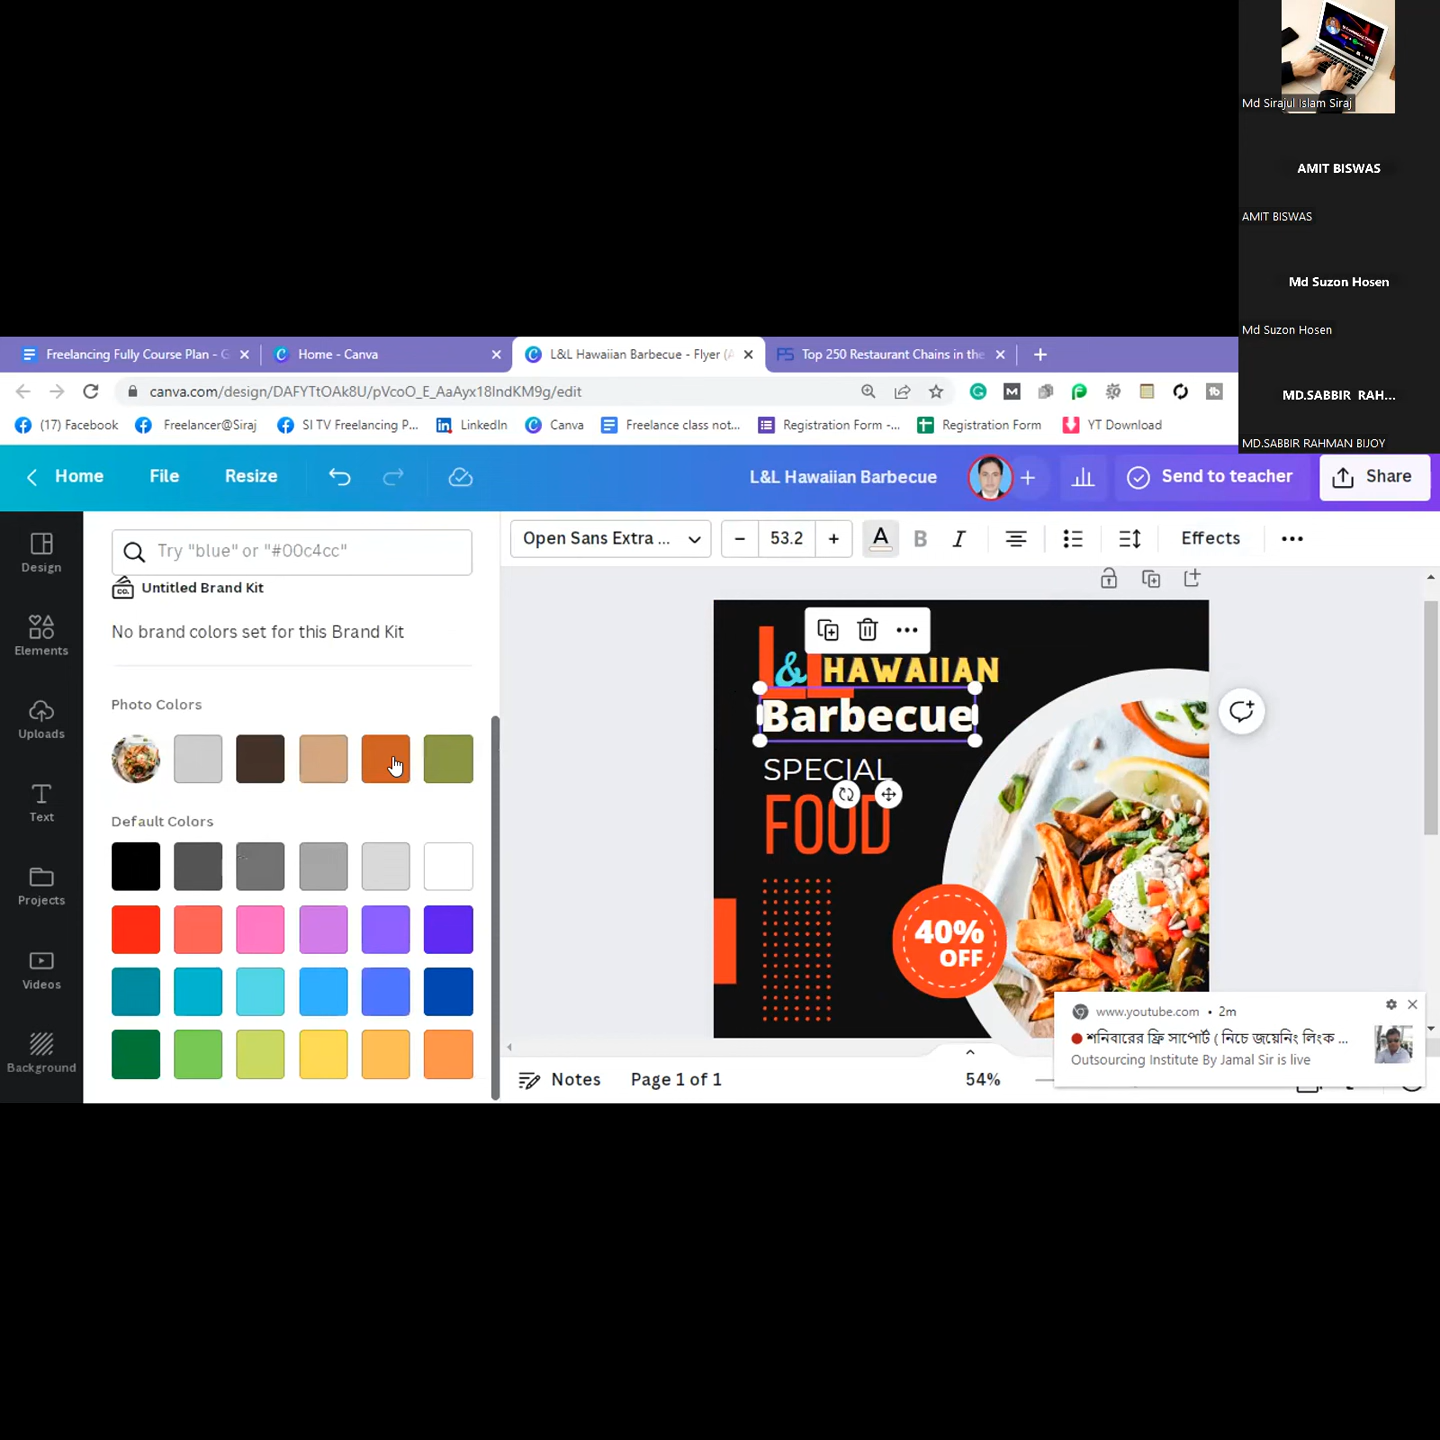 Md Sirajul Islam Siraj
AMIT BISWAS
AMIT BISWAS
Md Suzon Hosen
Md Suzon Hosen
MD.SABBIR RAH...
MD.SABBIR RAHMAN BIJOY
Freelancing Fully Course Plan - G
Home - Canva
L&L Hawaiian Barbecue - Flyer (A
Top 250 Restaurant Chains in the
canva.com/design/DAFYTtOAk8U/pVcoO_E_AaAyx18IndKM9g/edit
(17) Facebook
Freelancer@Siraj
SI TV Freelancing P...
LinkedIn
Canva
Freelance class not...
Registration Form -...
Registration Form
YT Download
Home
File
Resize
L&L Hawaiian Barbecue
Send to teacher
Share
Design
Elements
Uploads
Text
Projects
Videos
Background
Try "blue" or "#00c4cc"
CO.
Untitled Brand Kit
No brand colors set for this Brand Kit
Photo Colors
Default Colors
Open Sans Extra ...
53.2
A
B
I
Effects
L&L HAWAIIAN
Barbecue
SPECIAL
FOOD
40%
OFF
Notes
Page 1 of 1
54%
www.youtube.com • 2m
শনিবারের ফ্রি সাপোর্ট ( নিচে জয়েনিং লিংক ...
Outsourcing Institute By Jamal Sir is live